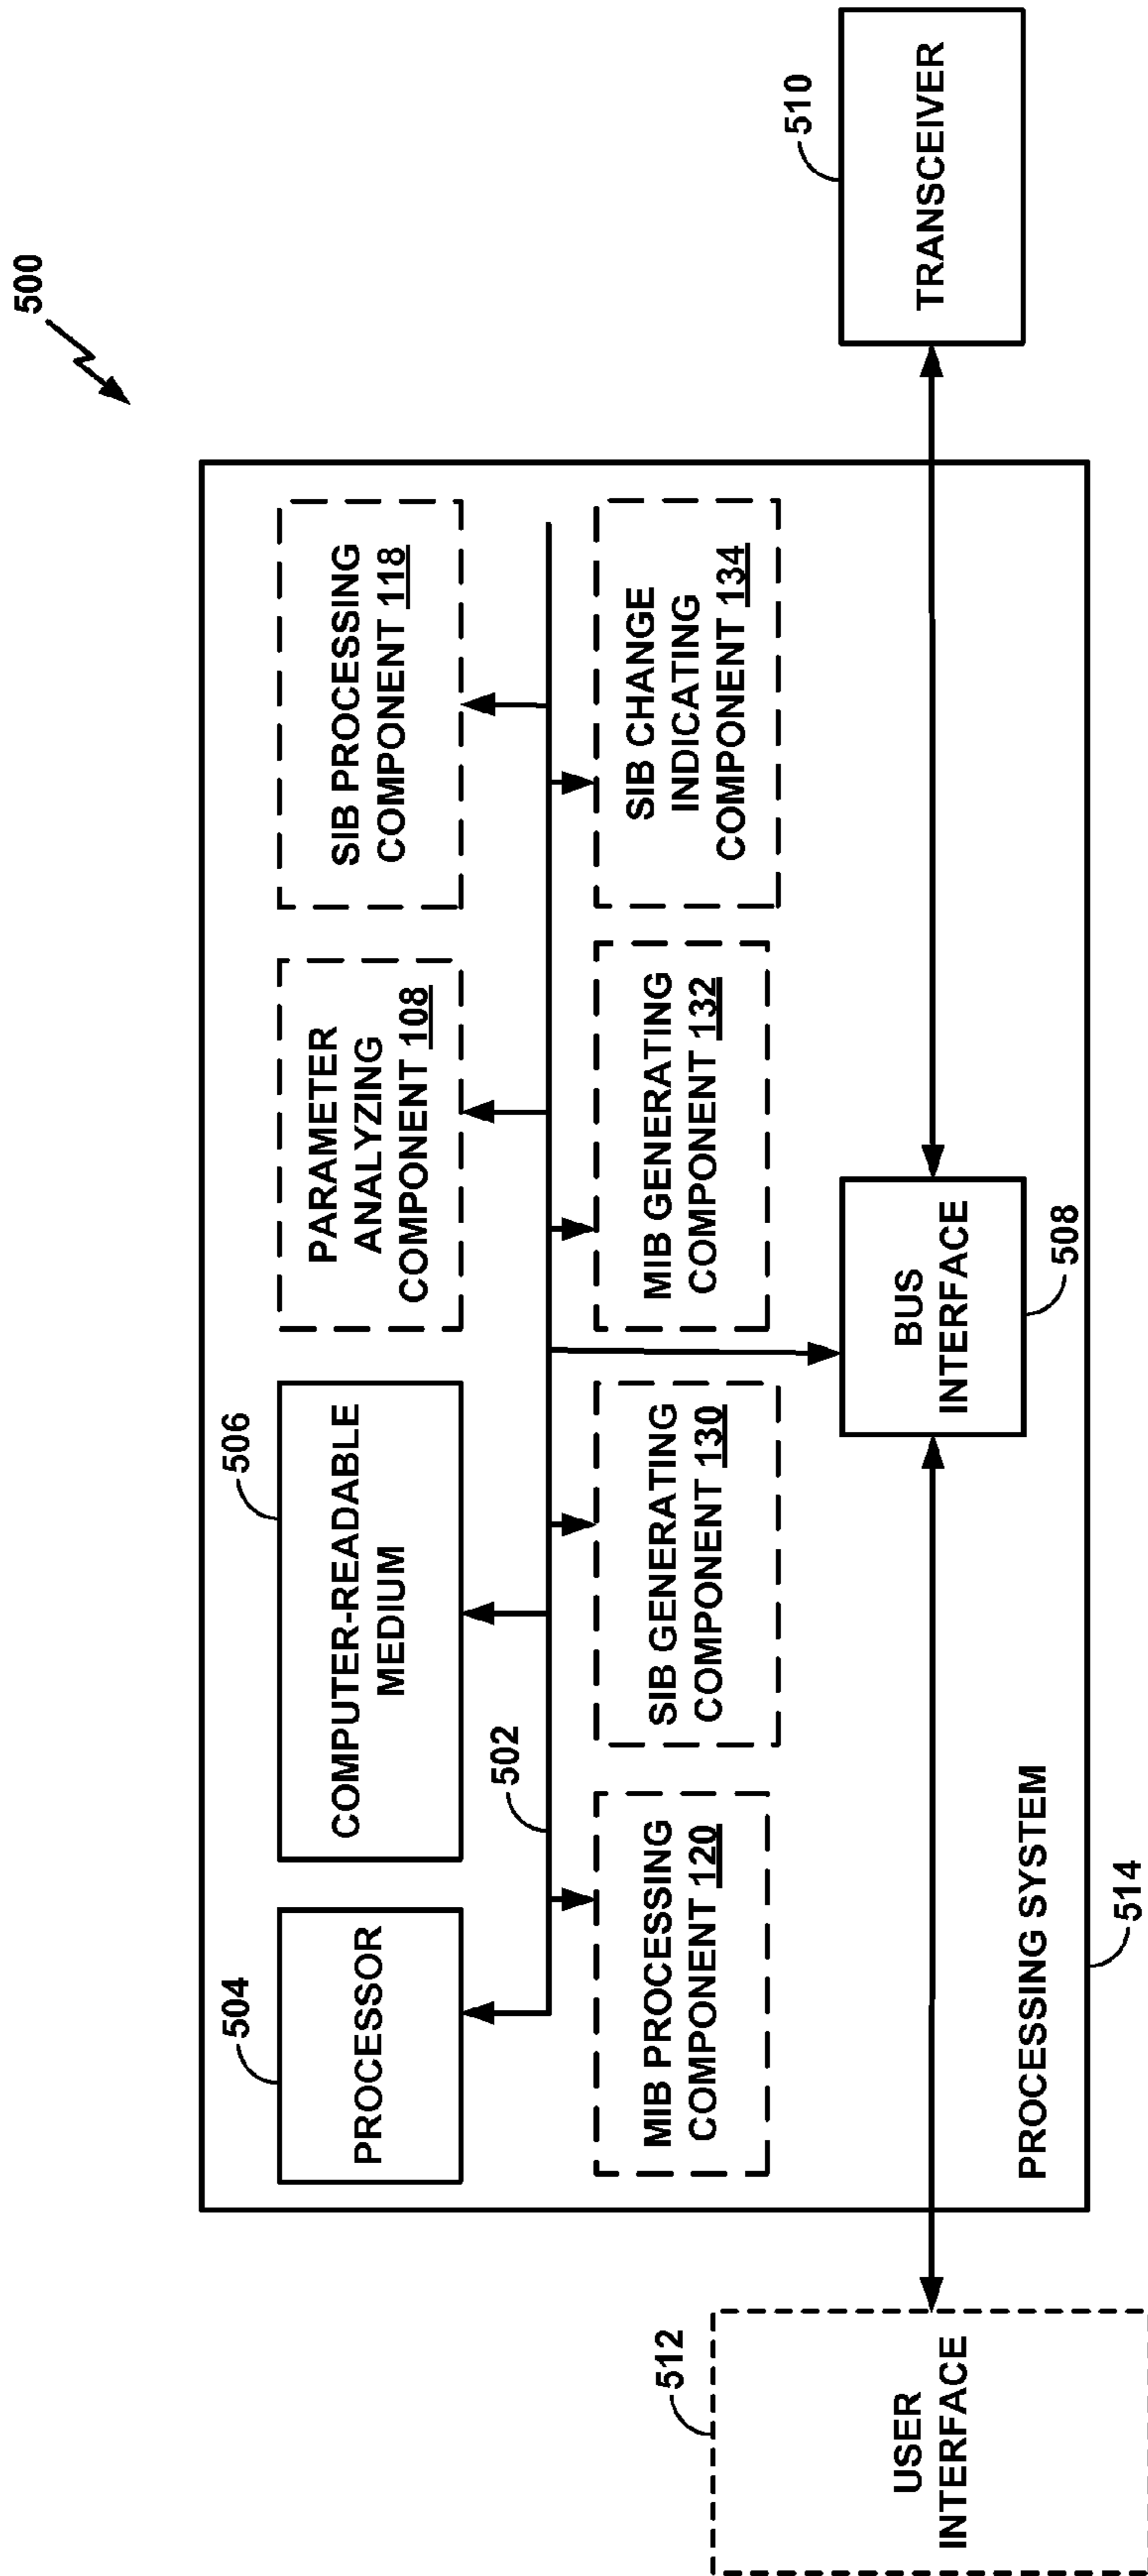 500
504
PROCESSOR
506
COMPUTER-READABLE
MEDIUM
PARAMETER
ANALYZING
COMPONENT 108
SIB PROCESSING
COMPONENT 118
502
MIB PROCESSING
COMPONENT 120
SIB GENERATING
COMPONENT 130
MIB GENERATING
COMPONENT 132
SIB CHANGE
INDICATING
COMPONENT 134
512
USER
INTERFACE
BUS
INTERFACE
508
510
TRANSCEIVER
PROCESSING SYSTEM
514